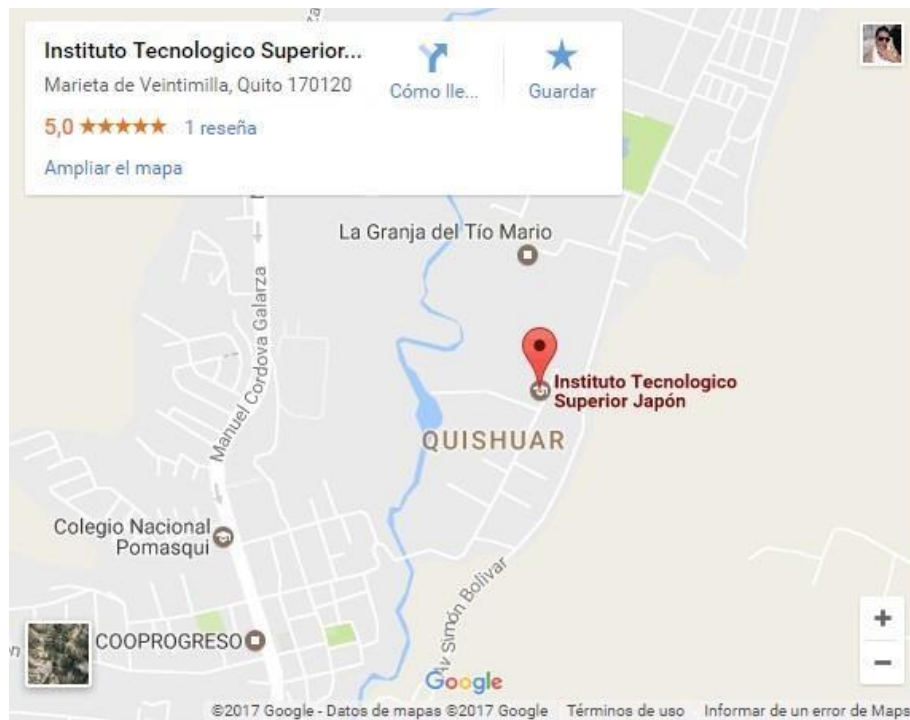 Instituto Tecnologico Superior...
Marieta de Veintimilla, Quito 170120
5,0 ★★★★★ 1 reseña
Ampliar el mapa
Cómo lle...
Guardar
La Granja del Tío Mario
Manuel Cordova Galarza
Instituto Tecnologico
Superior Japón
QUISHUAR
Colegio Nacional
Pomasqui
Av Simón Bolivar
COOPROGRESO
Google
©2017 Google - Datos de mapas ©2017 Google Términos de uso Informar de un error de Maps